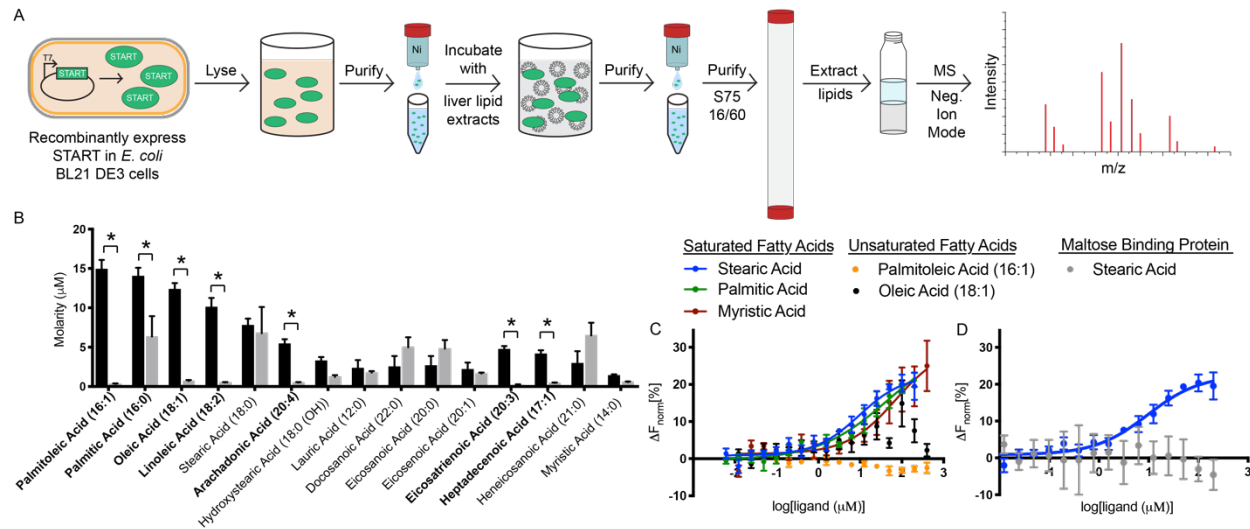 A
T7
START
START
START
START
Recombinantly express
START in E. coli
BL21 DE3 cells
Lyse
Purify
Ni
Incubate
with
liver lipid
extracts
Purify
Ni
Purify
S75
16/60
Extract
lipids
MS
Neg.
Ion
Mode
Intensity
m/z
B
Molarity (μM)
20
15
10
5
0
*
*
*
*
*
*
*
Palmitoleic Acid (16:1)
Palmitic Acid (16:0)
Oleic Acid (18:1)
Linoleic Acid (18:2)
Stearic Acid (18:0)
Arachadonic Acid (20:4)
Hydroxystearic Acid (18:0 (OH))
Lauric Acid (12:0)
Docosanoic Acid (22:0)
Eicosanoic Acid (20:0)
Eicosenoic Acid (20:1)
Eicosatrienoic Acid (20:3)
Heptadecenoic Acid (17:1)
Heneicosanoic Acid (21:0)
Myristic Acid (14:0)
Saturated Fatty Acids
Stearic Acid
Palmitic Acid
Myristic Acid
Unsaturated Fatty Acids
Palmitoleic Acid (16:1)
Oleic Acid (18:1)
Maltose Binding Protein
Stearic Acid
C
ΔFnorm[%]
30
20
10
0
-10
-2
-1
0
1
2
3
log[ligand (μM)]
D
ΔFnorm[%]
30
20
10
0
-10
-2
-1
0
1
2
3
log[ligand (μM)]